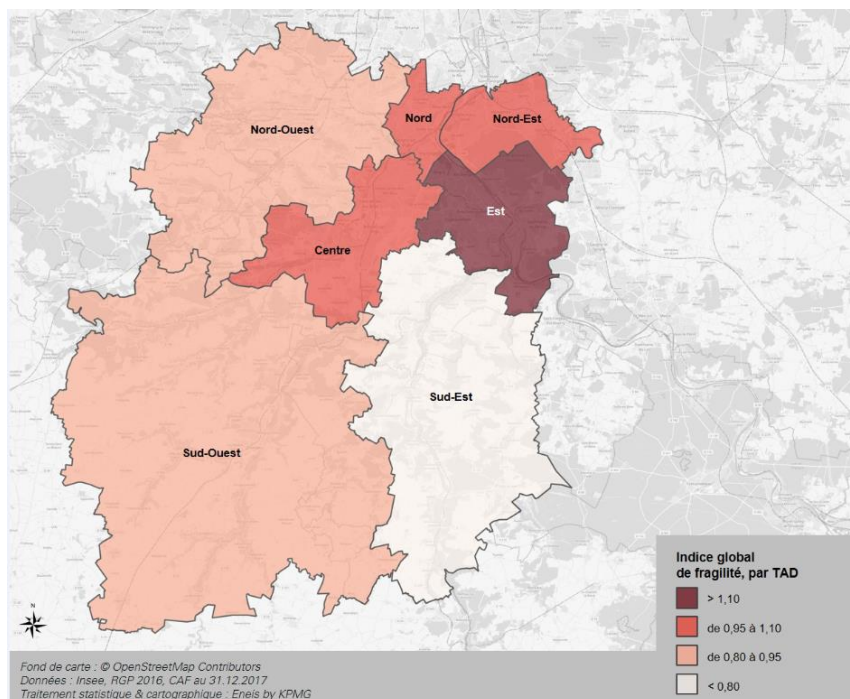 Nord-Ouest
Nord
Nord-Est
Est
Centre
Sud-Est
Sud-Ouest
Indice global
de fragilité, par TAD
> 1,10
de 0,95 à 1,10
de 0,80 à 0,95
< 0,80
N
Fond de carte : © OpenStreetMap Contributors
Données : Insee, RGP 2016, CAF au 31.12.2017
Traitement statistique & cartographique : Eneis by KPMG